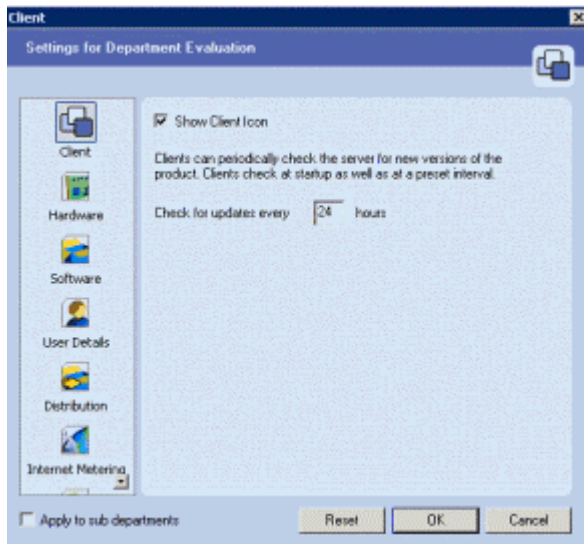 Client
Settings for Department Evaluation
Client
Hardware
Software
User Details
Distribution
Internet Metering
Show Client Icon
Clients can periodically check the server for new versions of the
product. Clients check at startup as well as at a preset interval.
Check for updates every 24 hours
Apply to sub departments
Reset
OK
Cancel